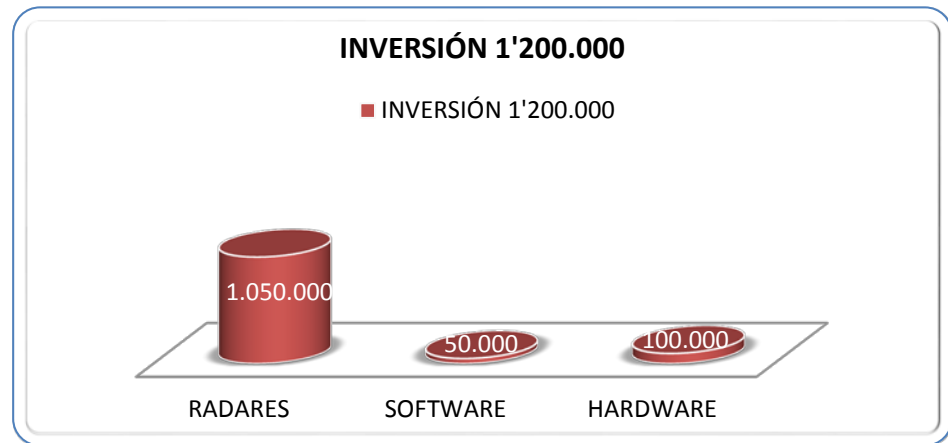 INVERSIÓN 1'200.000
INVERSIÓN 1'200.000
1.050.000
50.000
100.000
RADARES
SOFTWARE
HARDWARE